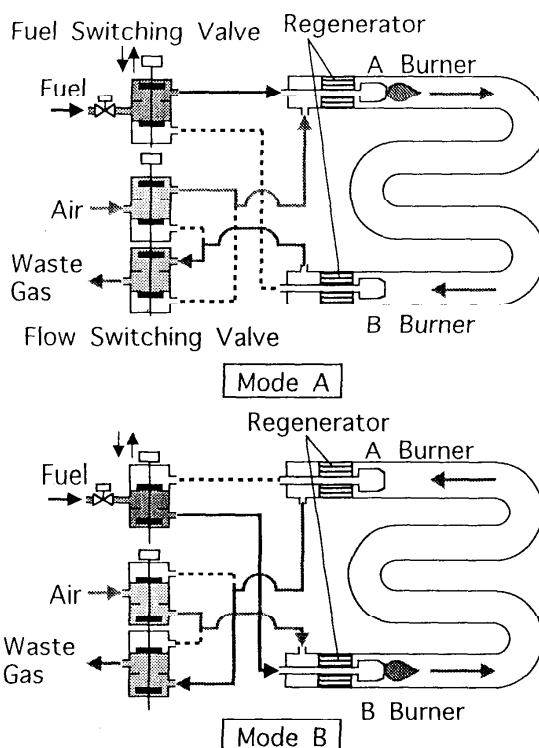 Fuel Switching Valve
Regenerator
A Burner
Fuel
Air
Waste
Gas
B Burner
Flow Switching Valve
Mode A
Regenerator
A Burner
Fuel
Air
Waste
Gas
B Burner
Mode B